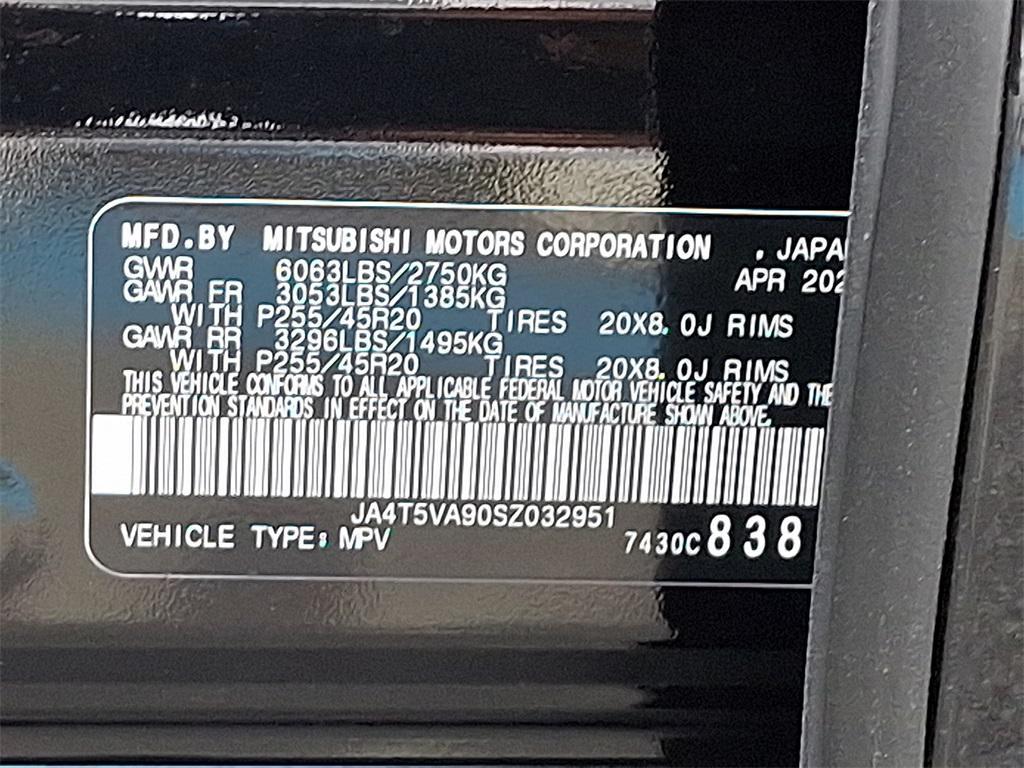 MFD.BY MITSUBISHI MOTORS CORPORATION , JAPA
GVWR 6063LBS/2750KG APR 202
GAWR FR 3053LBS/1385KG
WITH P255/45R20 TIRES 20X8.0J RIMS
GAWR RR 3296LBS/1495KG
WITH P255/45R20 TIRES 20X8.0J RIMS
THIS VEHICLE CONFORMS TO ALL APPLICABLE FEDERAL MOTOR VEHICLE SAFETY AND THE
PREVENTION STANDARDS IN EFFECT ON THE DATE OF MANUFACTURE SHOWN ABOVE.
JA4T5VA90SZ032951
VEHICLE TYPE: MPV 7430C 838